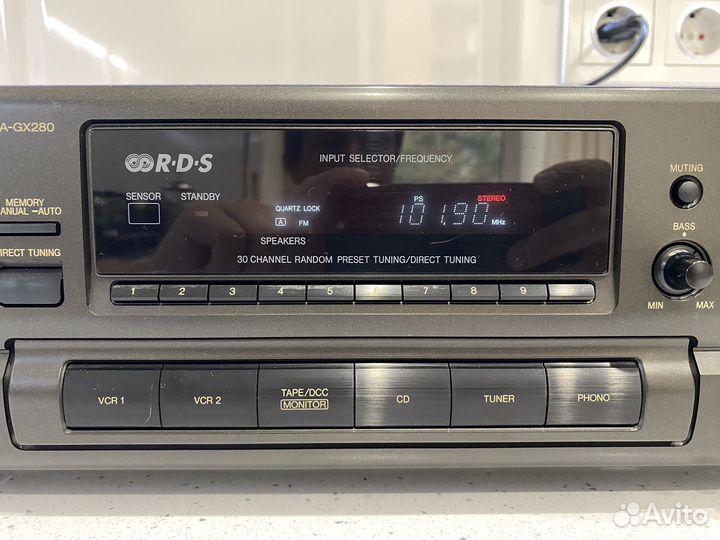 A-GX280
R·D·S
INPUT SELECTOR/FREQUENCY
MUTING
SENSOR
STANDBY
PS
STEREO
MEMORY
MANUAL –AUTO
QUARTZ LOCK
A FM
101.90 MHz
BASS
SPEAKERS
DIRECT TUNING
30 CHANNEL RANDOM PRESET TUNING/DIRECT TUNING
1 2 3 4 5 6 7 8 9 0
MIN MAX
VCR 1
VCR 2
TAPE/DCC
MONITOR
CD
TUNER
PHONO
Avito